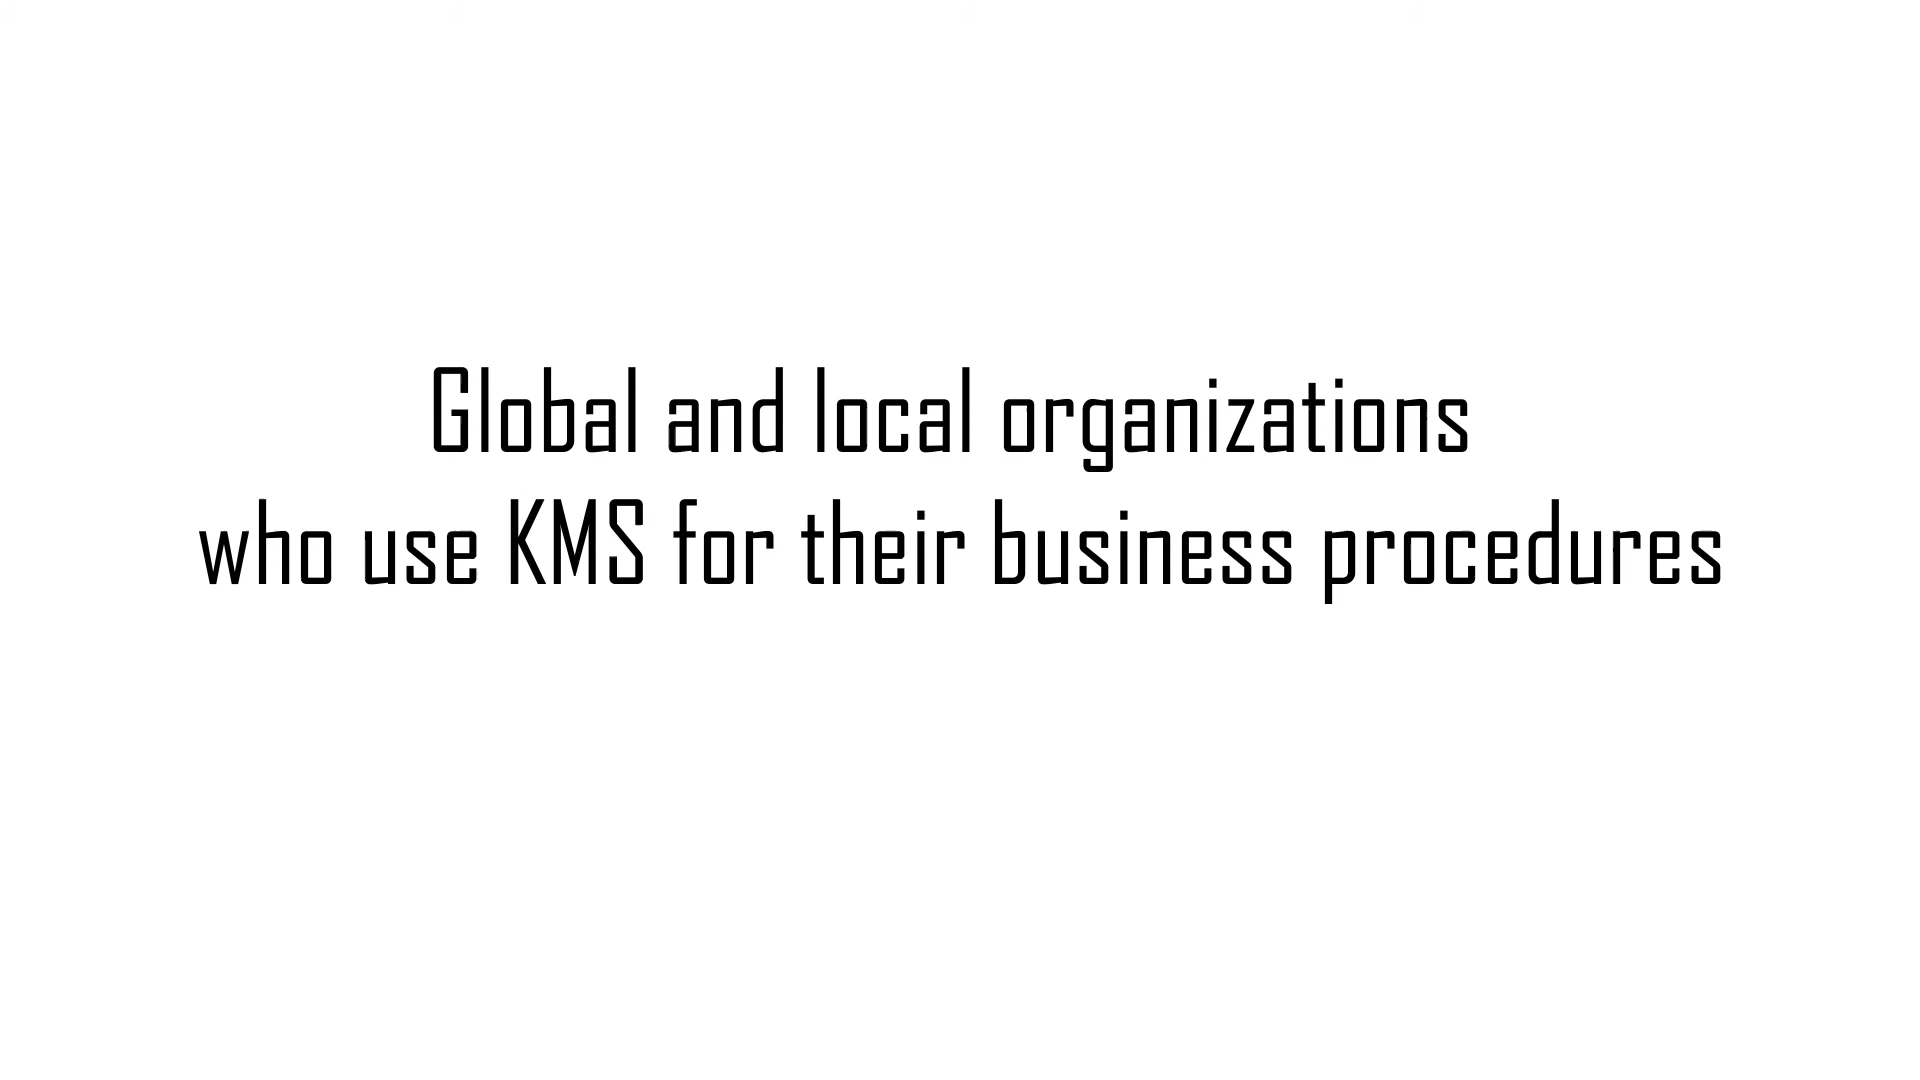 Global and local organizations
who use KMS for their business procedures